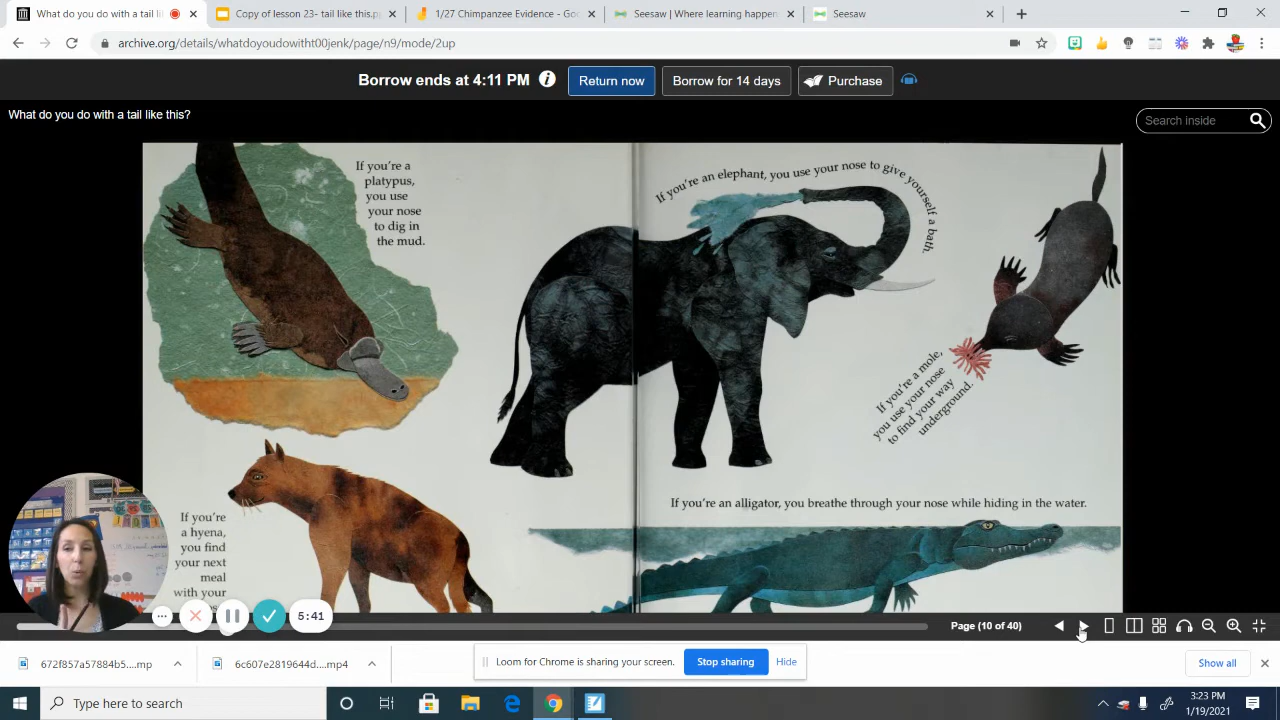 What do you do with a tail li
Copy of lesson 23- tail like this.pp
1/27 Chimpanzee Evidence – Goo
Seesaw | Where learning happen
Seesaw
archive.org/details/whatdoyoudowitht00jenk/page/n9/mode/2up
Borrow ends at 4:11 PM
Return now
Borrow for 14 days
Purchase
What do you do with a tail like this?
Search inside
If you're a
platypus,
you use
your nose
to dig in
the mud.
If you're an elephant, you use your nose to give yourself a bath.
If you're a mole,
you use your nose
to find your way
underground.
If you're
a hyena,
you find
your next
meal
with your
If you're an alligator, you breathe through your nose while hiding in the water.
5:41
Page (10 of 40)
672f857a57884b5....mp
6c607e2819644d....mp4
Loom for Chrome is sharing your screen.
Stop sharing
Hide
Show all
Type here to search
3:23 PM
1/19/2021